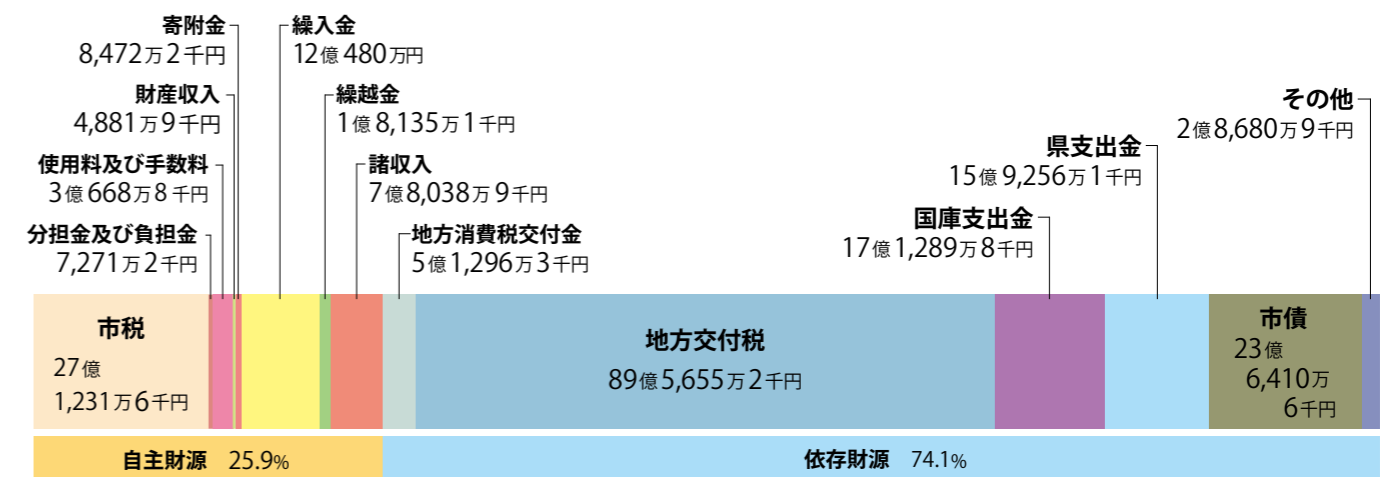 寄附金
8,472万2千円
繰入金
12億480万円
財産収入
4,881万9千円
繰越金
1億8,135万1千円
使用料及び手数料
3億668万8千円
諸収入
7億8,038万9千円
分担金及び負担金
7,271万2千円
地方消費税交付金
5億1,296万3千円
国庫支出金
17億1,289万8千円
県支出金
15億9,256万1千円
その他
2億8,680万9千円
市税
27億
1,231万6千円
地方交付税
89億5,655万2千円
市債
23億
6,410万
6千円
自主財源 25.9%
依存財源 74.1%